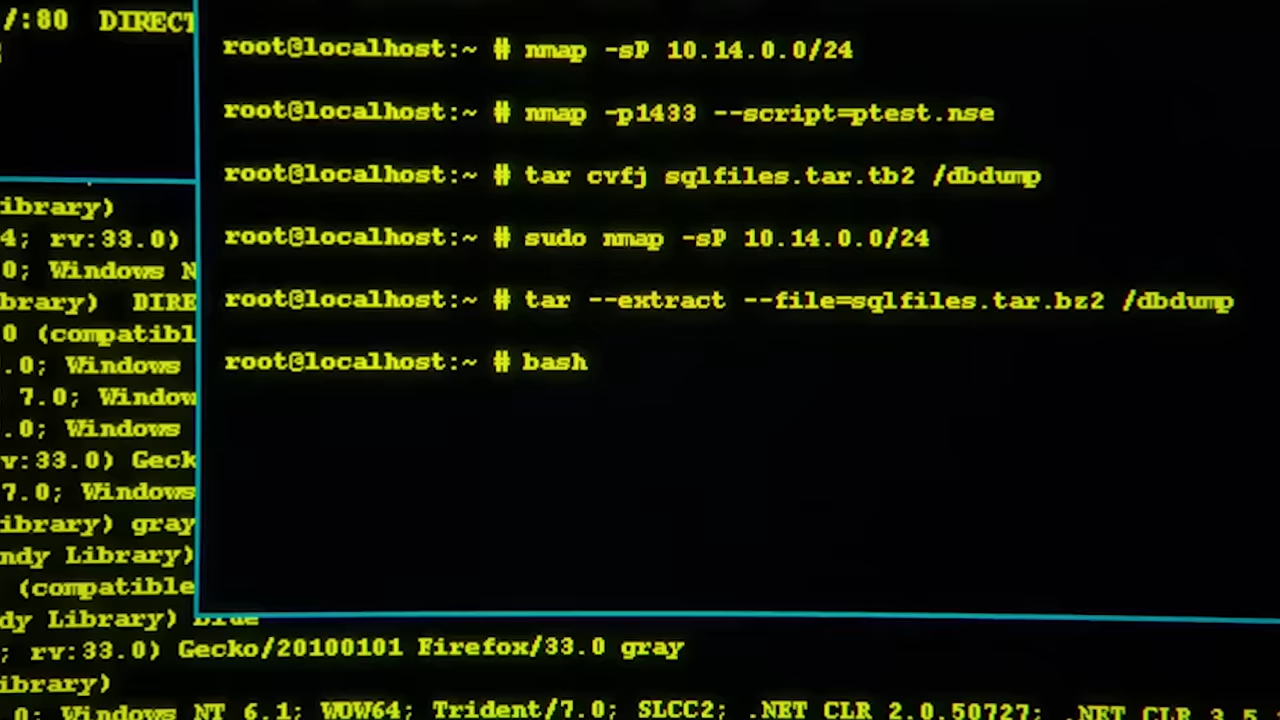 /:80 DIRECT
root@localhost:~ # nmap -sP 10.14.0.0/24
root@localhost:~ # nmap -p1433 --script=ptest.nse
root@localhost:~ # tar cvfj sqlfiles.tar.tb2 /dbdump
root@localhost:~ # sudo nmap -sP 10.14.0.0/24
root@localhost:~ # tar --extract --file=sqlfiles.tar.bz2 /dbdump
root@localhost:~ # bash
ibrary)
4; rv:33.0)
0; Windows N
brary) DIRE
0 (compatibl
.0; Windows
7.0; Window
.0; Windows
v:33.0) Geck
7.0; Windows
ibrary) gray
ndy Library)
(compatible
dy Library) blue
; rv:33.0) Gecko/20100101 Firefox/33.0 gray
ibrary)
0; Windows NT 6.1; WOW64; Trident/7.0; SLCC2; .NET CLR 2.0.50727; .NET CLR 3.5